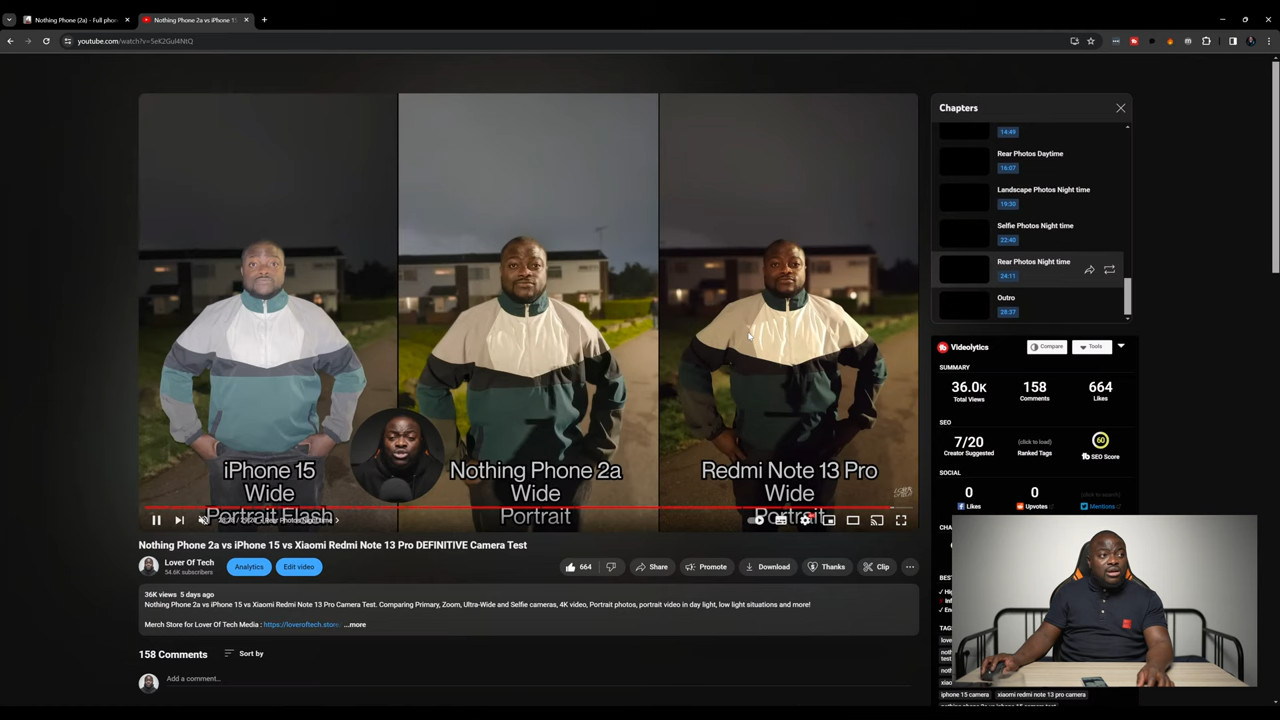 Nothing Phone (2a) - Full phon
Nothing Phone 2a vs iPhone 15
youtube.com/watch?v=5eK2Gul4NtQ
Chapters
14:49
Rear Photos Daytime
16:07
Landscape Photos Night time
19:30
Selfie Photos Night time
22:40
Rear Photos Night time
24:11
Outro
28:37
iPhone 15
Wide
Portrait Flash
Nothing Phone 2a
Wide
Portrait
Redmi Note 13 Pro
Wide
Portrait
Nothing Phone 2a vs iPhone 15 vs Xiaomi Redmi Note 13 Pro DEFINITIVE Camera Test
Lover Of Tech
54.6K subscribers
Analytics
Edit video
664
Share
Promote
Download
Thanks
Clip
36K views 5 days ago
Nothing Phone 2a vs iPhone 15 vs Xiaomi Redmi Note 13 Pro Camera Test. Comparing Primary, Zoom, Ultra-Wide and Selfie cameras, 4K video, Portrait photos, portrait video in day light, low light situations and more!
Merch Store for Lover Of Tech Media : https://loveroftech.store ...more
158 Comments
Sort by
Add a comment...
Videolytics
Compare
Tools
SUMMARY
36.0K
158
664
Total Views
Comments
Likes
SEO
7/20
(click to load)
60
Creator Suggested
Ranked Tags
tb SEO Score
SOCIAL
0
0
(click to search)
Likes
Upvotes
Mentions
CHA
BES
TAG
iphone 15 camera
xiaomi redmi note 13 pro camera